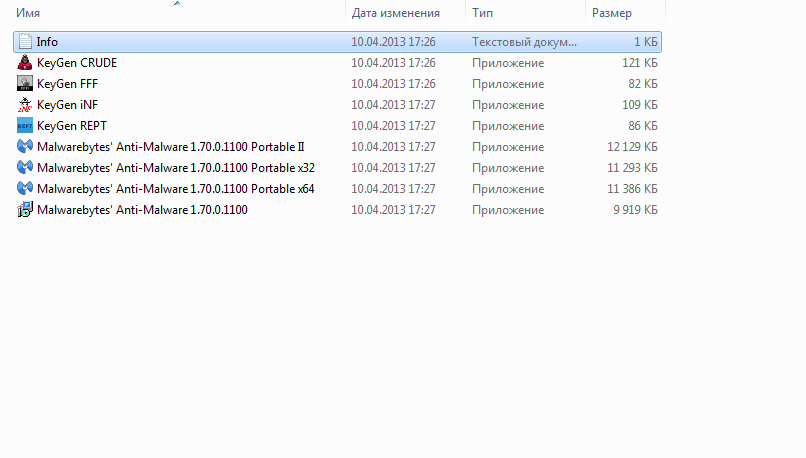 Имя Дата изменения Тип Размер
Info 10.04.2013 17:26 Текстовый докум... 1 КБ
KeyGen CRUDE 10.04.2013 17:26 Приложение 121 КБ
KeyGen FFF 10.04.2013 17:26 Приложение 82 КБ
KeyGen iNF 10.04.2013 17:27 Приложение 109 КБ
KeyGen REPT 10.04.2013 17:27 Приложение 86 КБ
Malwarebytes' Anti-Malware 1.70.0.1100 Portable II 10.04.2013 17:27 Приложение 12 129 КБ
Malwarebytes' Anti-Malware 1.70.0.1100 Portable x32 10.04.2013 17:27 Приложение 11 293 КБ
Malwarebytes' Anti-Malware 1.70.0.1100 Portable x64 10.04.2013 17:27 Приложение 11 386 КБ
Malwarebytes' Anti-Malware 1.70.0.1100 10.04.2013 17:27 Приложение 9 919 КБ